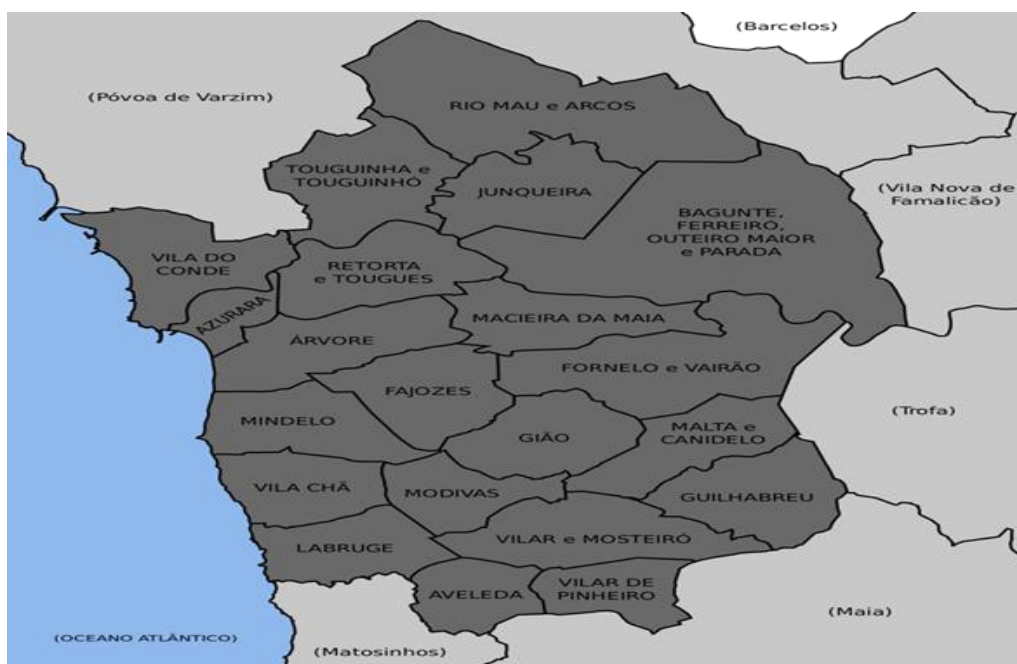 (Barcelos)
(Póvoa de Varzim)
RIO MAU e ARCOS
TOUGUINHA e
TOUGUINHÓ
JUNQUEIRA
(Vila Nova de
Famalicão)
BAGUNTE,
FERREIRÓ,
OUTEIRO MAIOR
e PARADA
VILA DO
CONDE
RETORTA
e TOUGUES
AZURARA
MACIEIRA DA MAIA
ÁRVORE
FORNELO e VAIRÃO
FAJOZES
(Trofa)
MINDELO
GIÃO
MALTA e
CANIDELO
VILA CHÃ
MODIVAS
GUILHABREU
LABRUGE
VILAR e MOSTEIRÓ
AVELEDA
VILAR DE
PINHEIRO
(Maia)
(OCEANO ATLÂNTICO)
(Matosinhos)